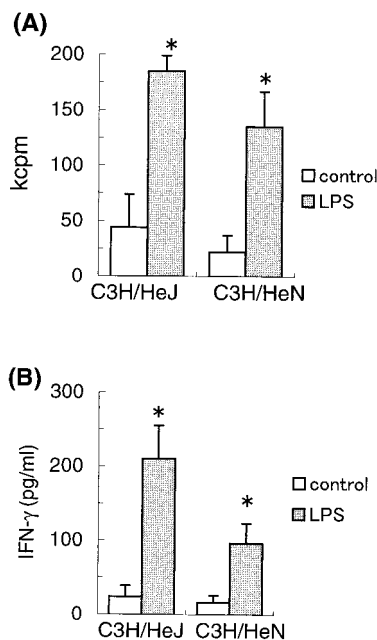 (A)
200
*
*
150
kcpm
100
control
LPS
50
0
C3H/HeJ
C3H/HeN
(B)
300
*
200
control
LPS
*
IFN-γ (pg/ml)
100
0
C3H/HeJ
C3H/HeN